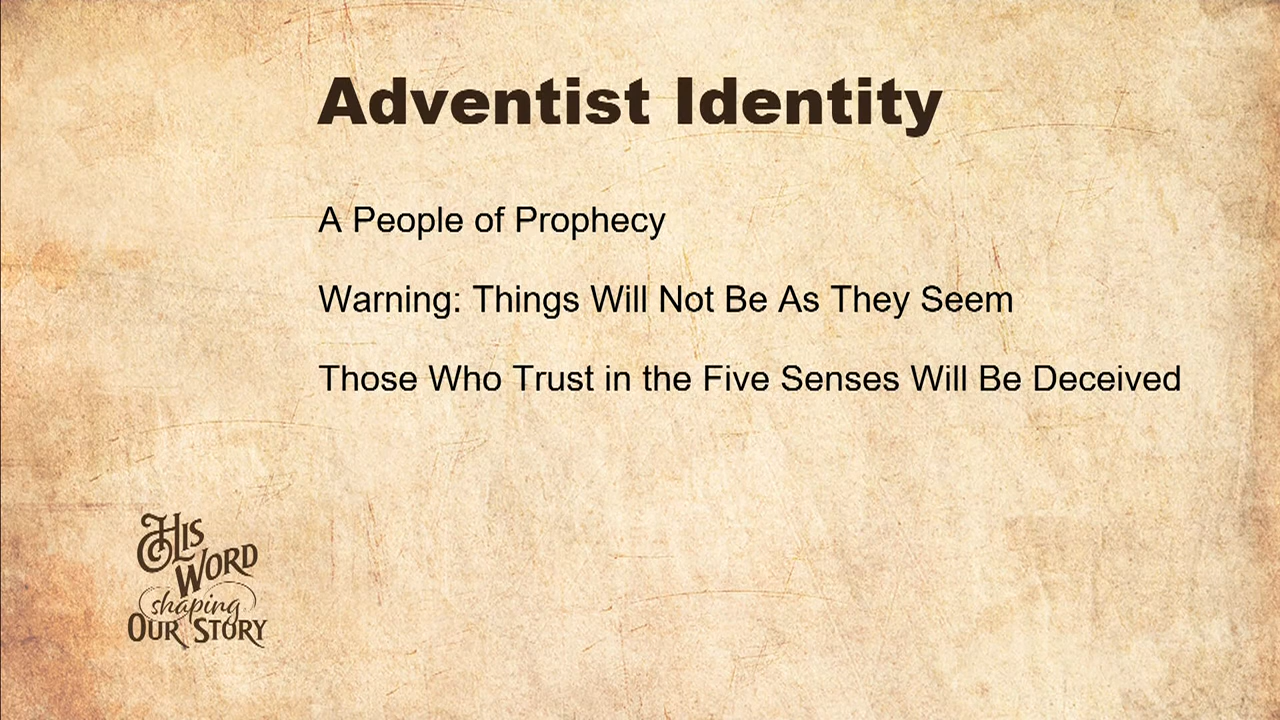 Adventist Identity
A People of Prophecy
Warning: Things Will Not Be As They Seem
Those Who Trust in the Five Senses Will Be Deceived
His
Word
shaping
Our Story